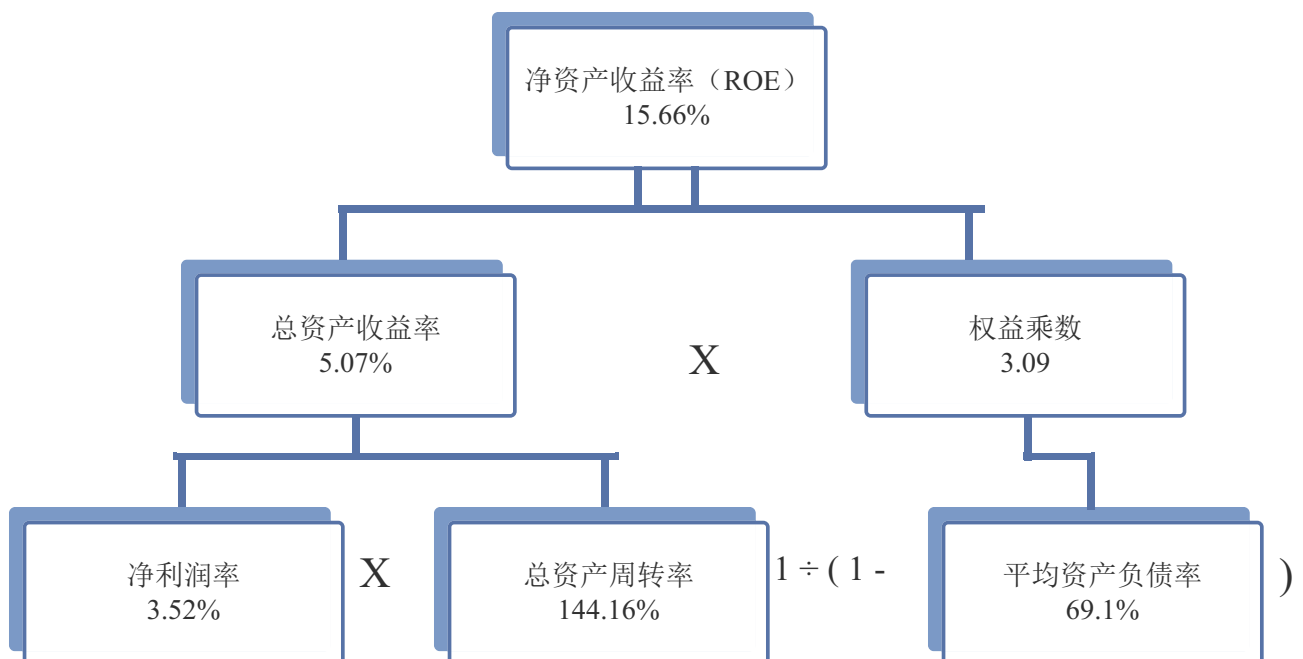 净资产收益率（ROE）
15.66%
总资产收益率
5.07%
X
权益乘数
3.09
净利润率
3.52%
X
总资产周转率
144.16%
1 ÷ ( 1 -
平均资产负债率
69.1%
)